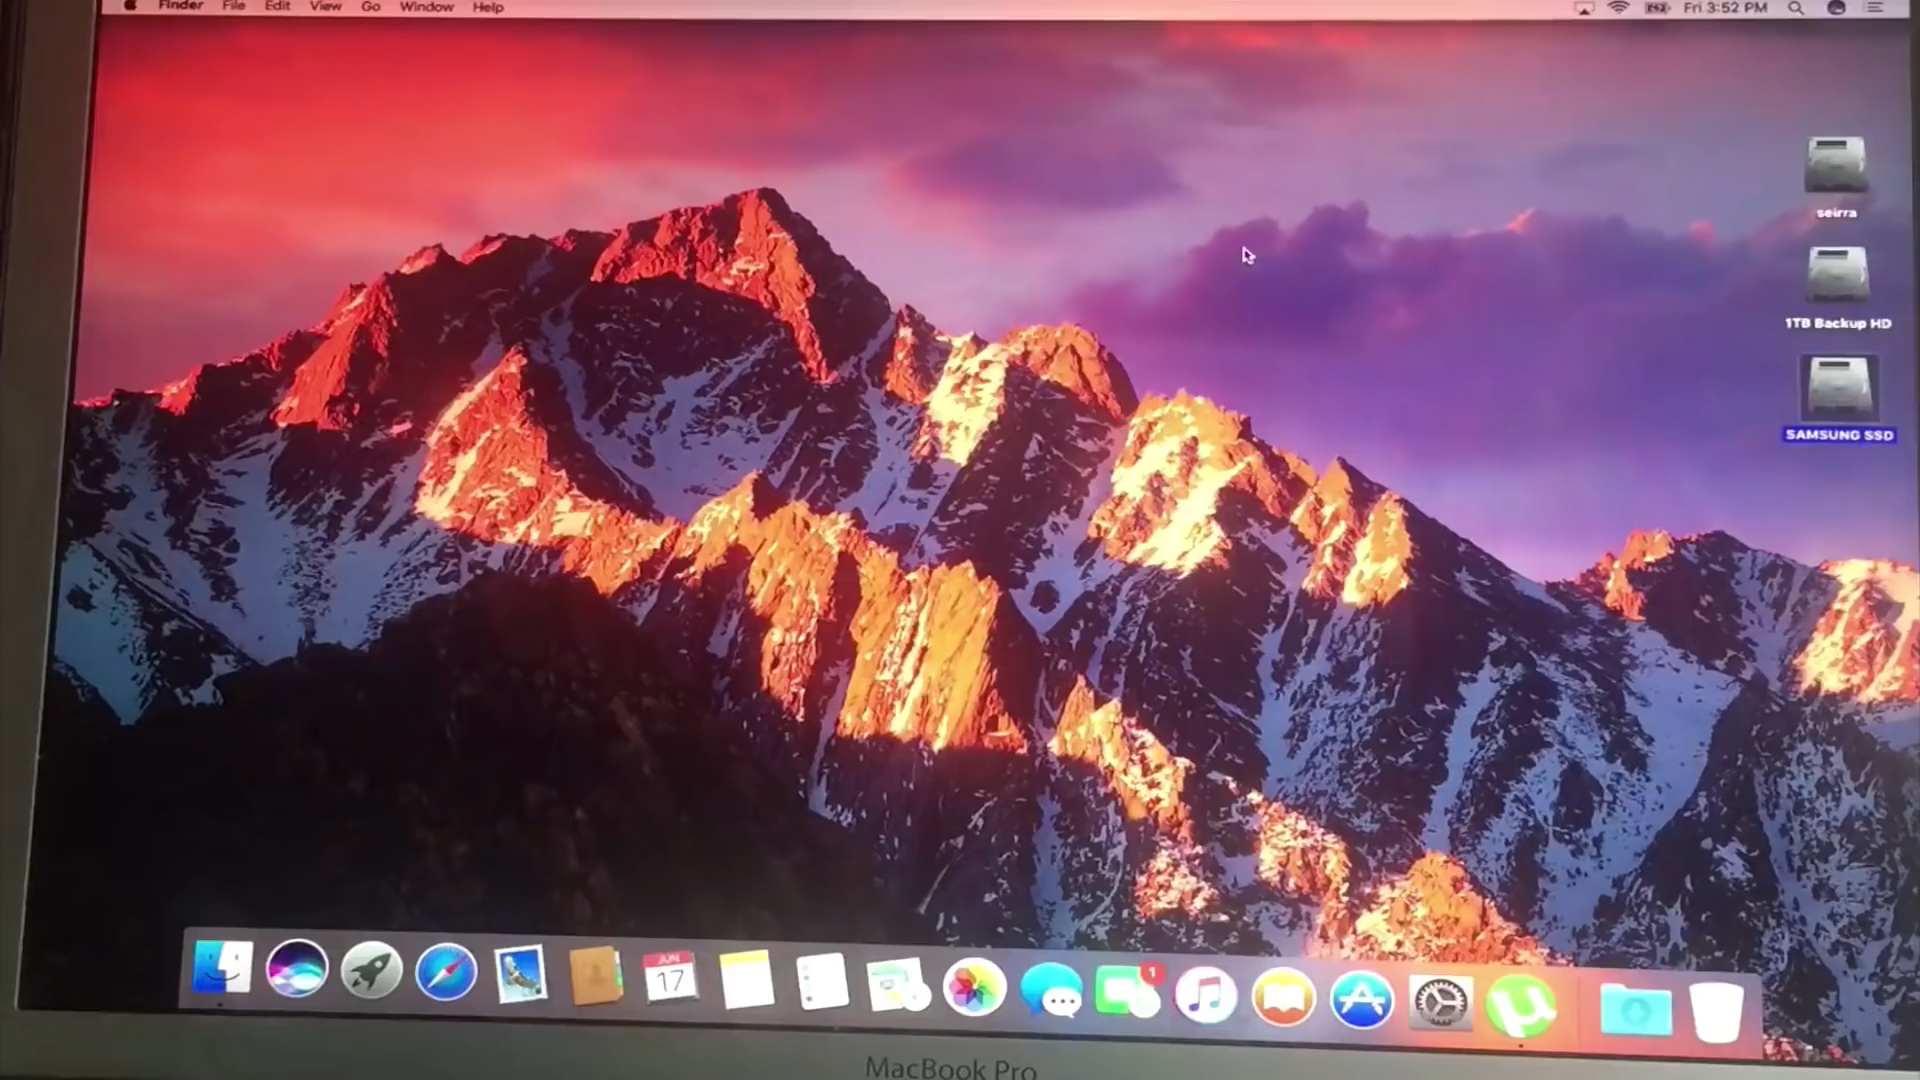 Finder File Edit View Go Window Help
Fri 3:52 PM
seirra
1TB Backup HD
SAMSUNG SSD
JUN
17
1
MacBook Pro